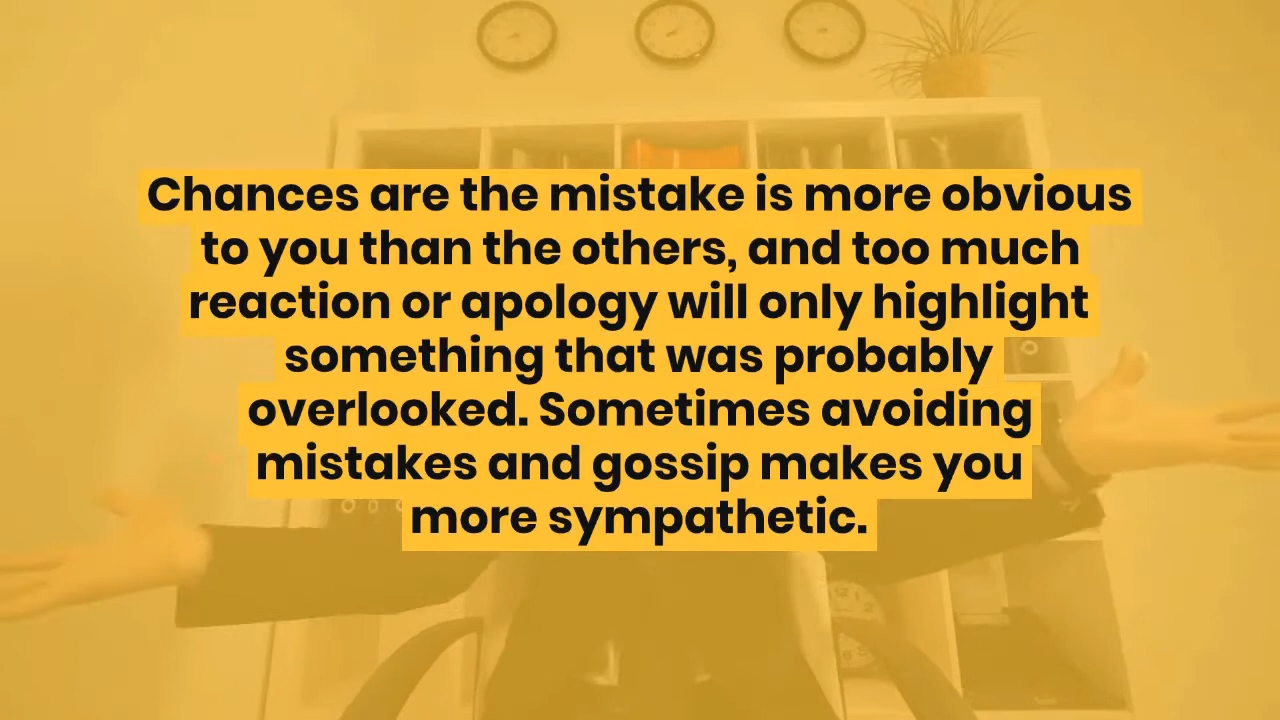 Chances are the mistake is more obvious
to you than the others, and too much
reaction or apology will only highlight
something that was probably
overlooked. Sometimes avoiding
mistakes and gossip makes you
more sympathetic.